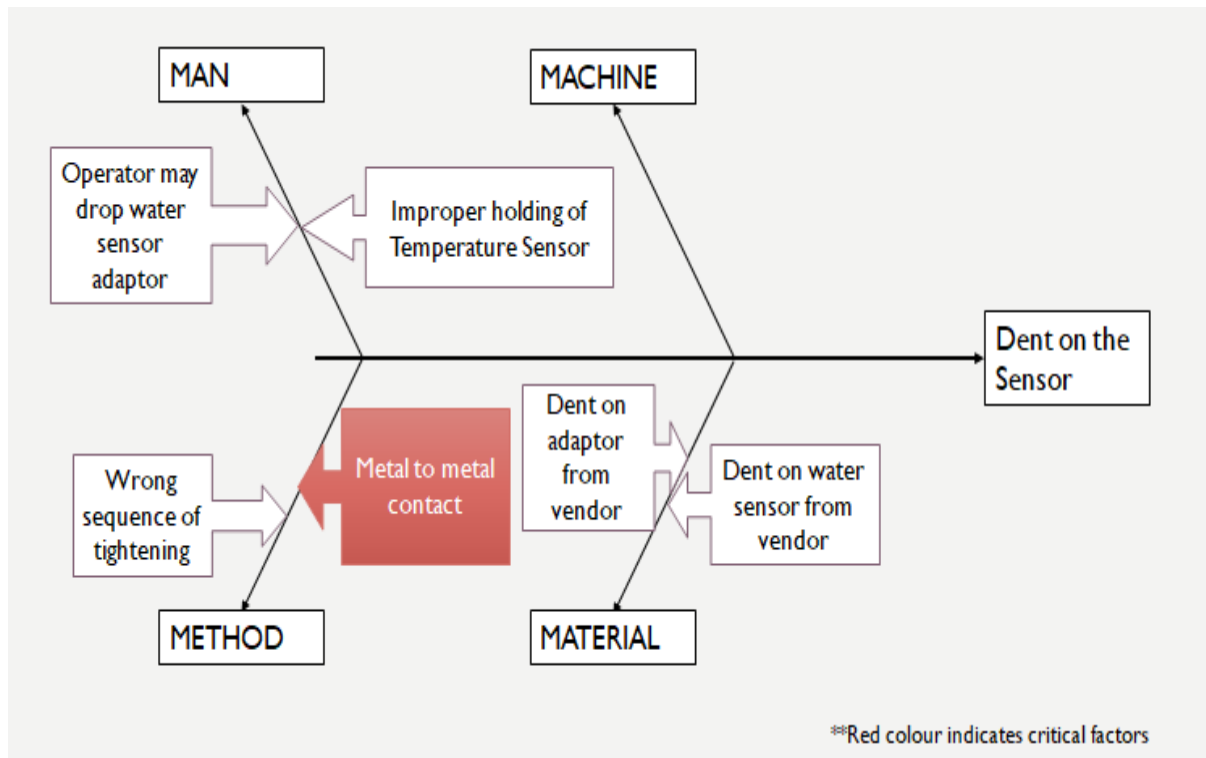 MAN
MACHINE
Operator may
drop water
sensor
adaptor
Improper holding of
Temperature Sensor
Dent on the
Sensor
Wrong
sequence of
tightening
Metal to metal
contact
Dent on
adaptor
from
vendor
Dent on water
sensor from
vendor
METHOD
MATERIAL
**Red colour indicates critical factors